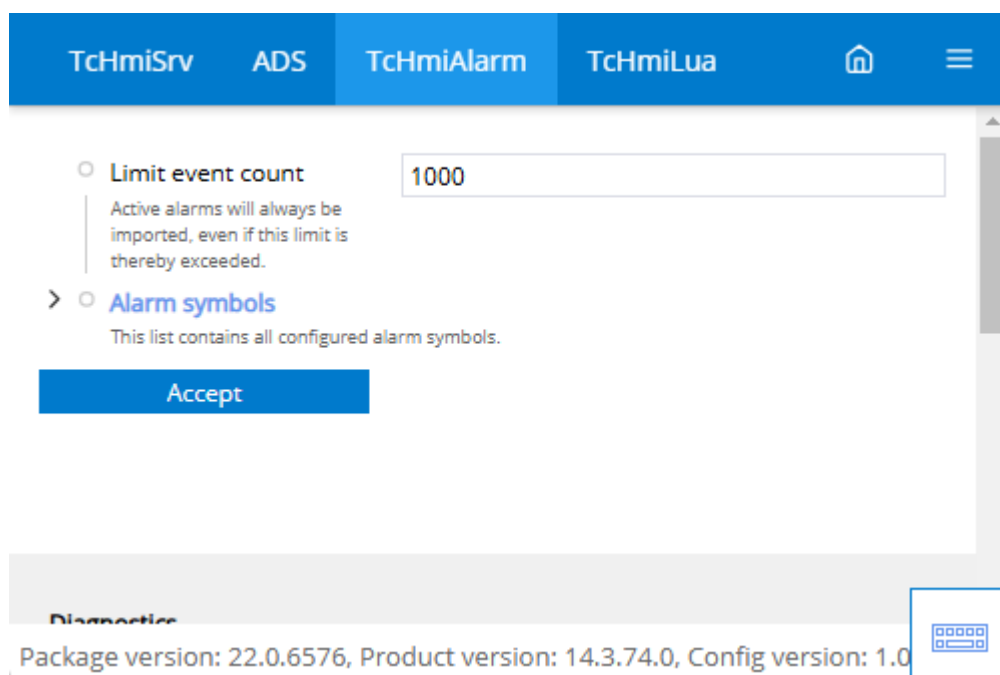 TcHmiSrv ADS TcHmiAlarm TcHmiLua
Limit event count 1000
Active alarms will always be
imported, even if this limit is
thereby exceeded.
Alarm symbols
This list contains all configured alarm symbols.
Accept
Diagnostics
Package version: 22.0.6576, Product version: 14.3.74.0, Config version: 1.0